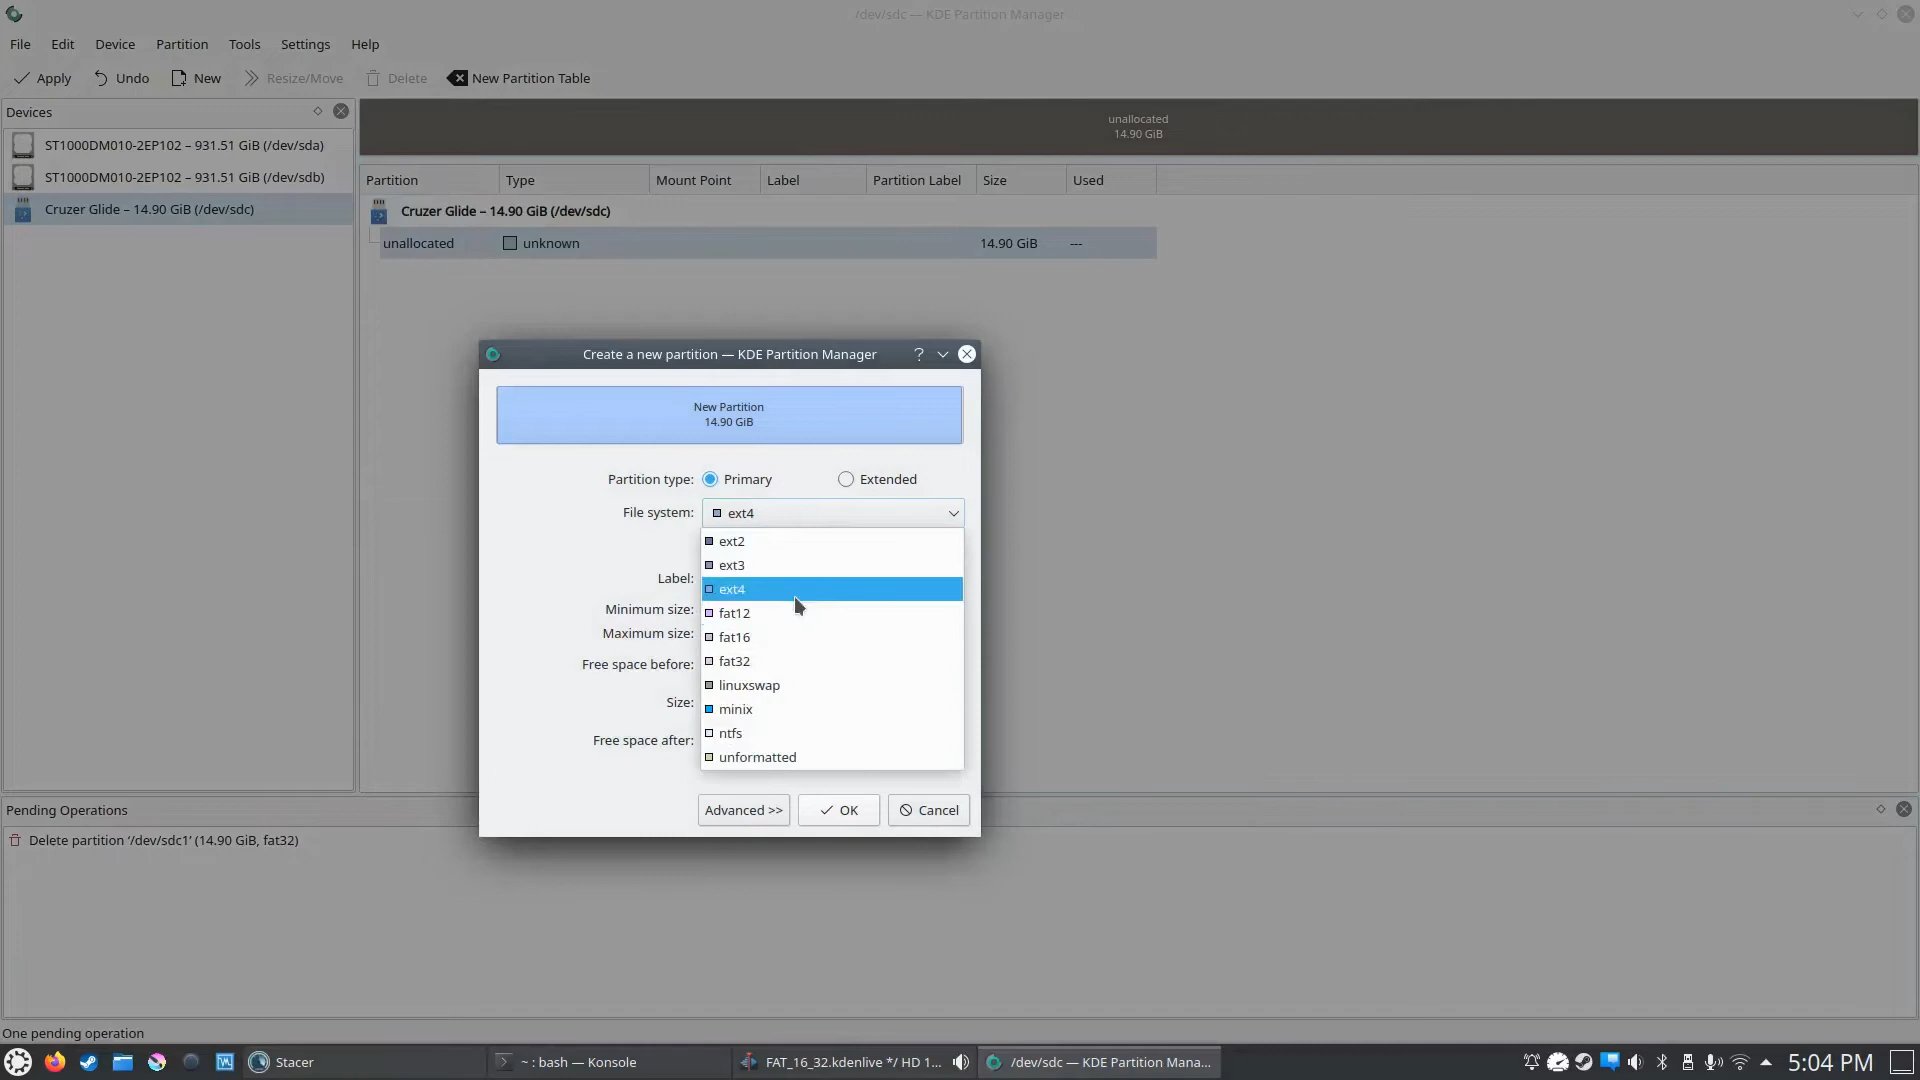 /dev/sdc — KDE Partition Manager
File Edit Device Partition Tools Settings Help
Apply Undo New Resize/Move Delete New Partition Table
Devices
ST1000DM010-2EP102 – 931.51 GiB (/dev/sda)
ST1000DM010-2EP102 – 931.51 GiB (/dev/sdb)
Cruzer Glide – 14.90 GiB (/dev/sdc)
unallocated
14.90 GiB
Partition Type Mount Point Label Partition Label Size Used
Cruzer Glide – 14.90 GiB (/dev/sdc)
unallocated unknown 14.90 GiB ---
Create a new partition — KDE Partition Manager ?
New Partition
14.90 GiB
Partition type: Primary Extended
File system: ext4
ext2
ext3
ext4
fat12
fat16
fat32
linuxswap
minix
ntfs
unformatted
Label:
Minimum size:
Maximum size:
Free space before:
Size:
Free space after:
Advanced >> OK Cancel
Pending Operations
Delete partition ‘/dev/sdc1’ (14.90 GiB, fat32)
One pending operation
Stacer ~ : bash — Konsole FAT_16_32.kdenlive */ HD 1... /dev/sdc — KDE Partition Mana... 5:04 PM